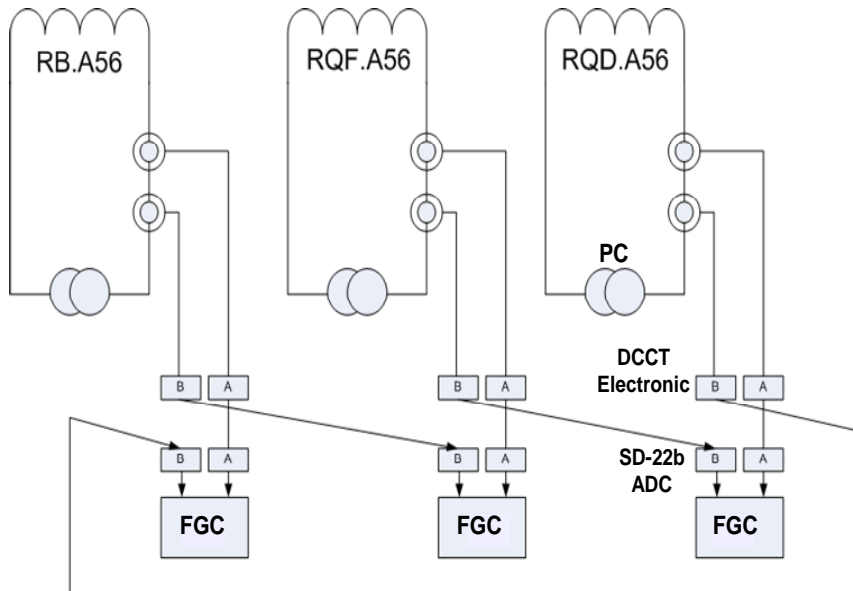 RB.A56 RQF.A56 RQD.A56
PC
DCCT
Electronic
B A B A B A
SD-22b
ADC
B A B A B A
FGC FGC FGC